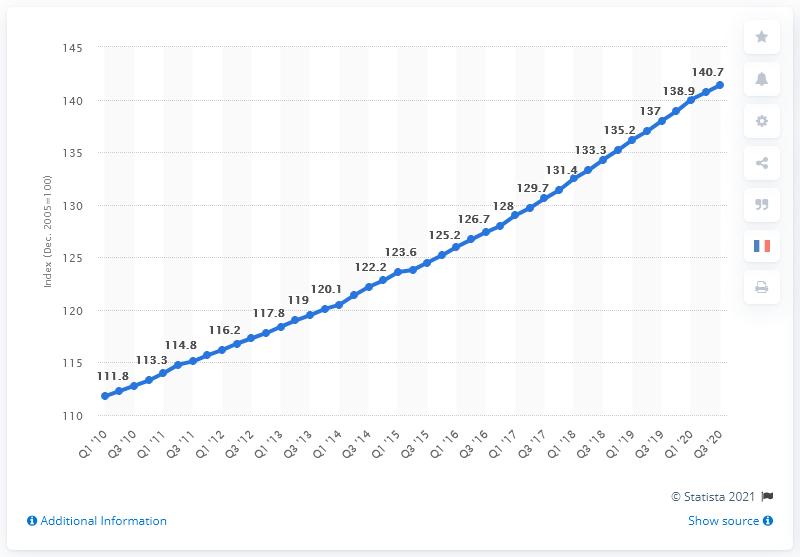 145
140
135
130
125
120
115
110
Index (Dec. 2005=100)
111.8
113.3
114.8
116.2
117.8
119
120.1
122.2
123.6
125.2
126.7
128
129.7
131.4
133.3
135.2
137
138.9
140.7
Q1 '10
Q3 '10
Q1 '11
Q3 '11
Q1 '12
Q3 '12
Q1 '13
Q3 '13
Q1 '14
Q3 '14
Q1 '15
Q3 '15
Q1 '16
Q3 '16
Q1 '17
Q3 '17
Q1 '18
Q3 '18
Q1 '19
Q3 '19
Q1 '20
Q3 '20
© Statista 2021
Additional Information
Show source